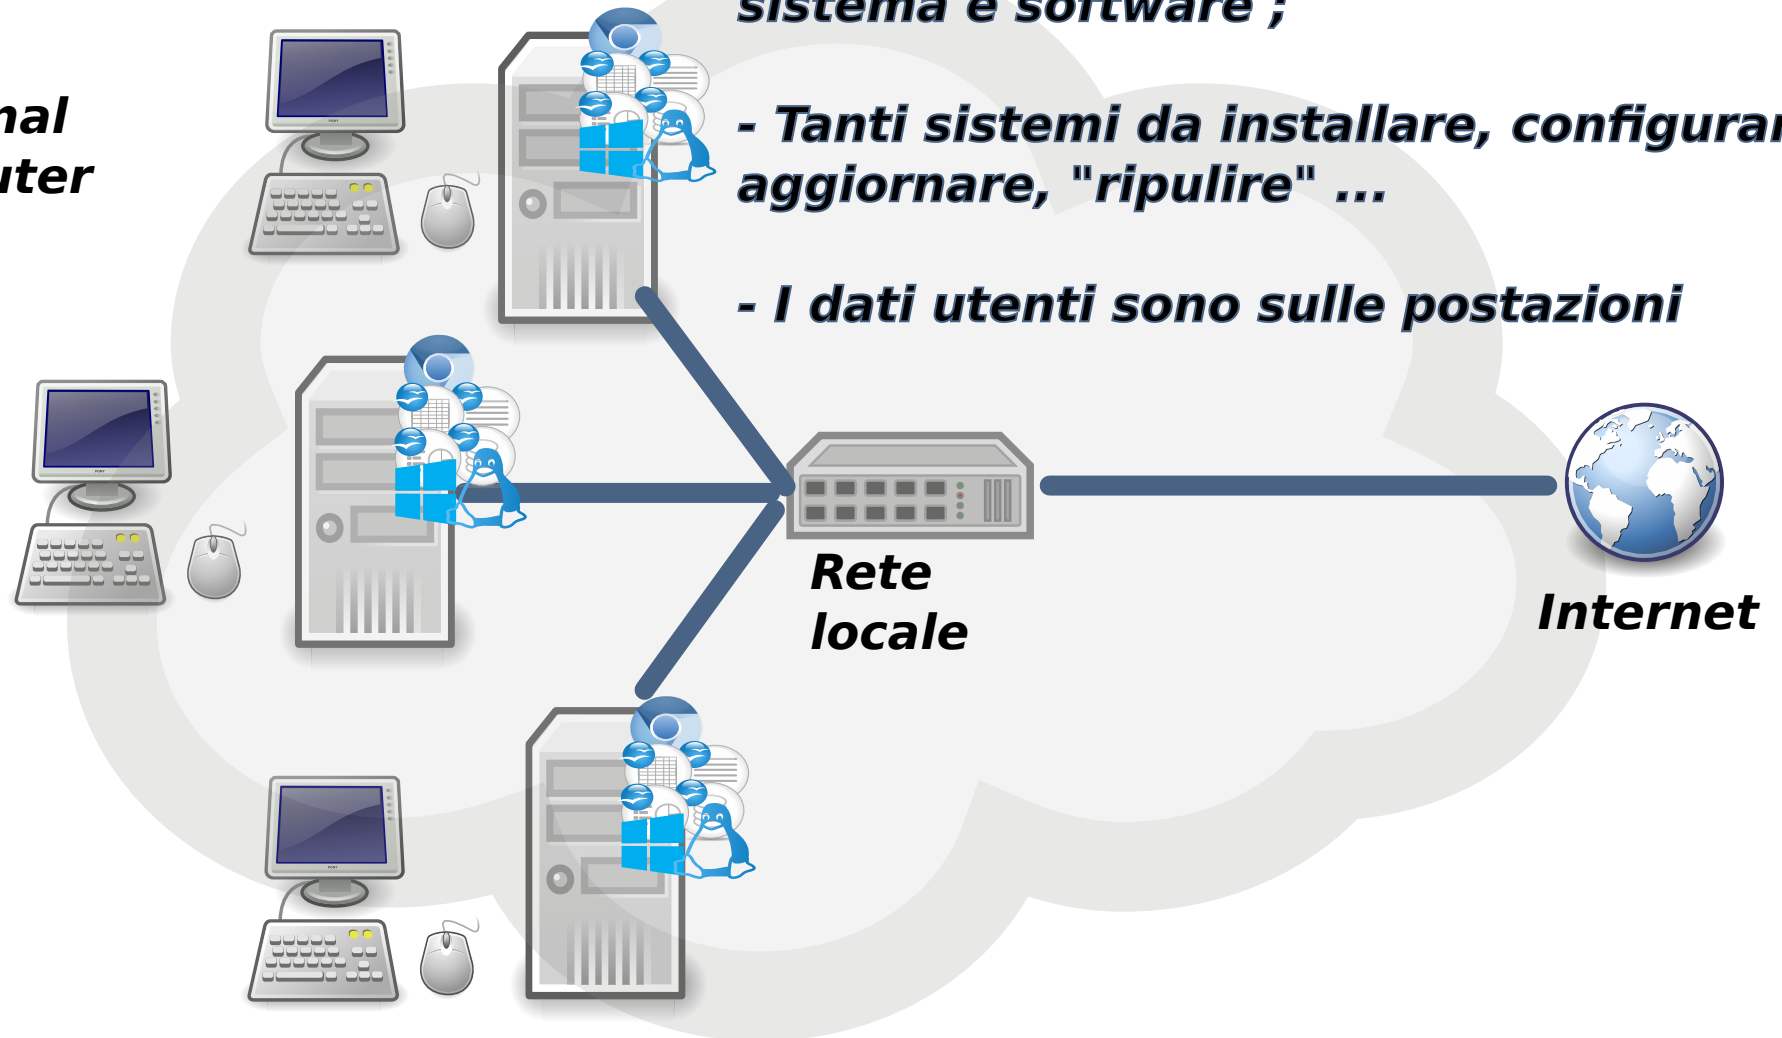 sistema e software ;
- Tanti sistemi da installare, configurar
aggiornare, "ripulire" ...
- I dati utenti sono sulle postazioni
nal
uter
Rete
locale
Internet